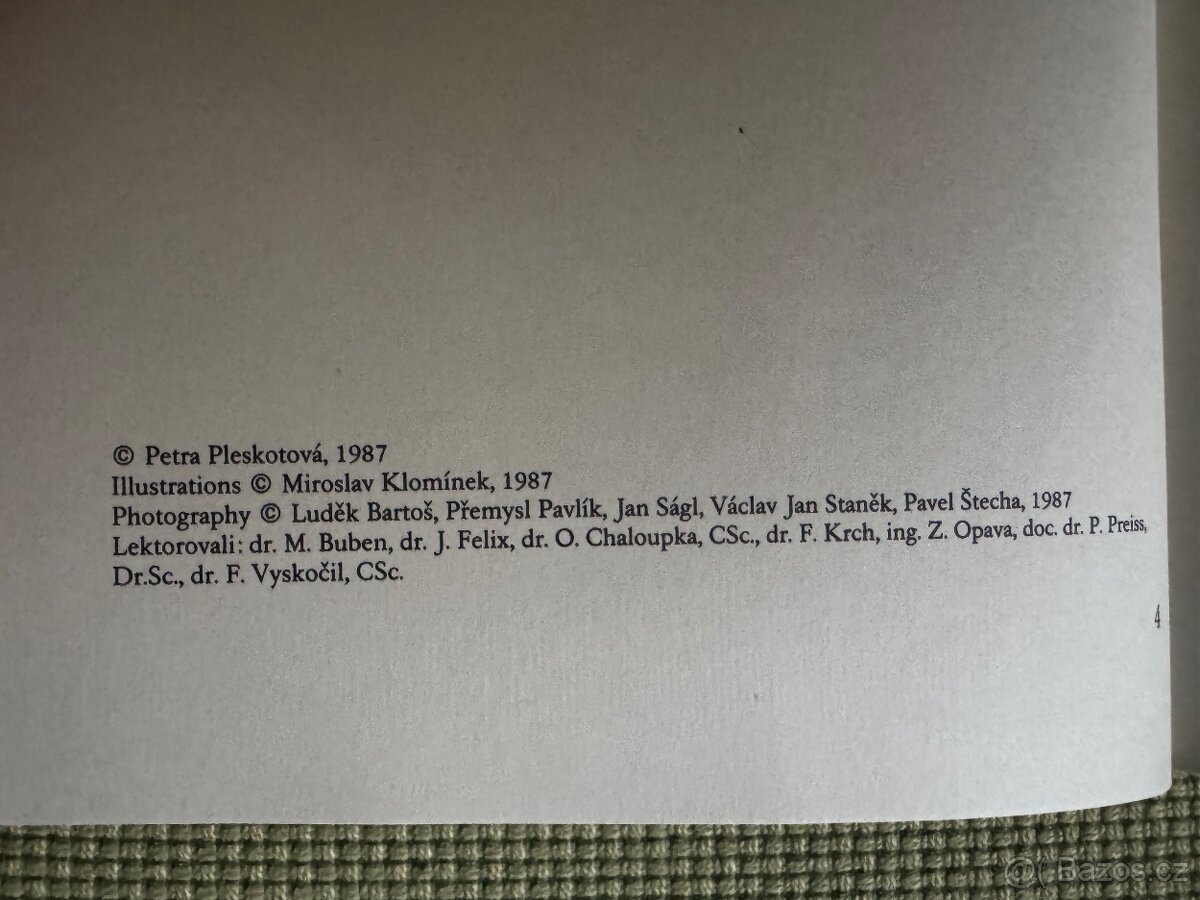 © Petra Pleskotová, 1987
Illustrations © Miroslav Klomínek, 1987
Photography © Luděk Bartoš, Přemysl Pavlík, Jan Ságl, Václav Jan Staněk, Pavel Štecha, 1987
Lektorovali: dr. M. Buben, dr. J. Felix, dr. O. Chaloupka, CSc., dr. F. Krch, ing. Z. Opava, doc. dr. P. Preiss,
Dr.Sc., dr. F. Vyskočil, CSc.
4
@( Bazos.cz